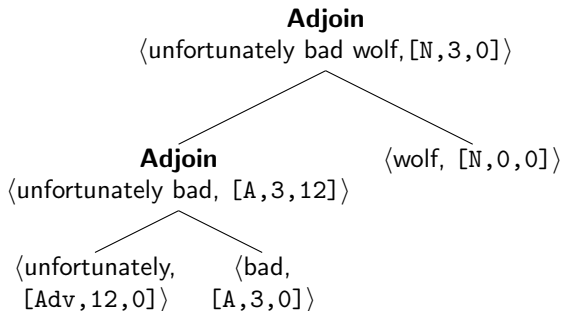 Adjoin
⟨unfortunately bad wolf,[N,3,0]⟩
Adjoin
⟨unfortunately bad, [A,3,12]⟩
⟨wolf, [N,0,0]⟩
⟨unfortunately,
[Adv,12,0]⟩
⟨bad,
[A,3,0]⟩